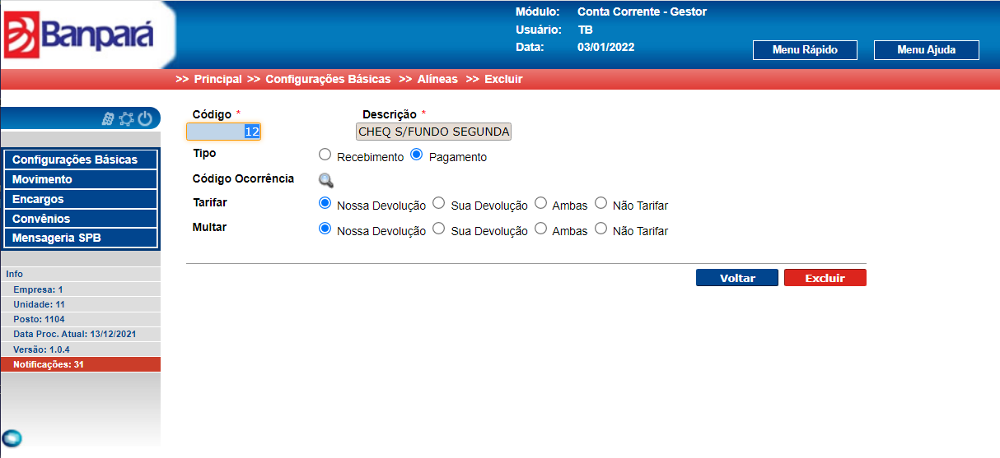 Banpará
Módulo: Conta Corrente - Gestor
Usuário: TB
Data: 03/01/2022
Menu Rápido Menu Ajuda
>> Principal >> Configurações Básicas >> Alíneas >> Excluir
Configurações Básicas
Movimento
Encargos
Convênios
Mensageria SPB
Info
Empresa: 1
Unidade: 11
Posto: 1104
Data Proc. Atual: 13/12/2021
Versão: 1.0.4
Notificações: 31
Código * Descrição *
12 CHEQ S/FUNDO SEGUNDA
Tipo Recebimento Pagamento
Código Ocorrência
Tarifar Nossa Devolução Sua Devolução Ambas Não Tarifar
Multar Nossa Devolução Sua Devolução Ambas Não Tarifar
Voltar Excluir